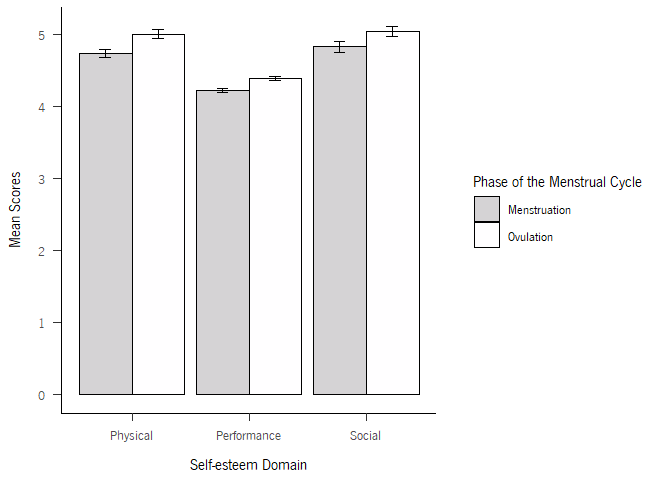 5
4
3
2
1
0
Mean Scores
Physical Performance Social
Self-esteem Domain
Phase of the Menstrual Cycle
Menstruation
Ovulation